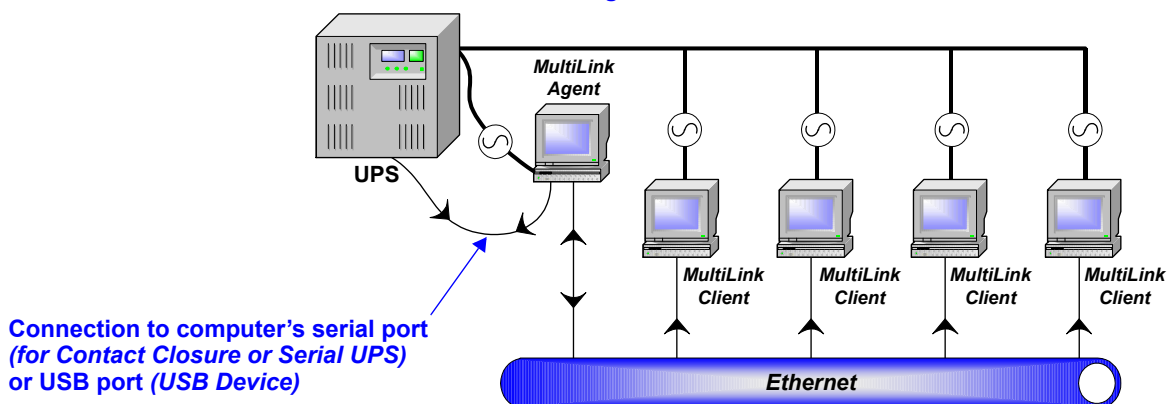 MultiLink
Agent
UPS
MultiLink
Client
MultiLink
Client
MultiLink
Client
MultiLink
Client
Connection to computer's serial port
(for Contact Closure or Serial UPS)
or USB port (USB Device)
Ethernet